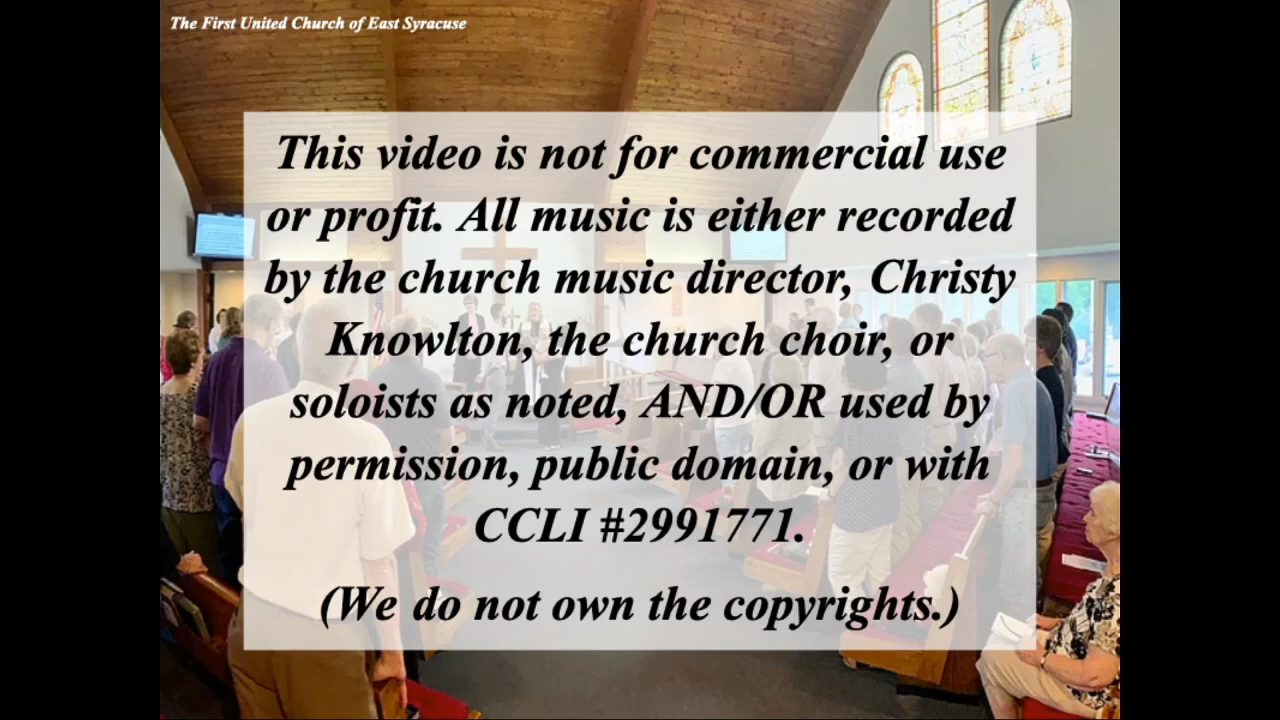 The First United Church of East Syracuse
This video is not for commercial use
or profit. All music is either recorded
by the church music director, Christy
Knowlton, the church choir, or
soloists as noted, AND/OR used by
permission, public domain, or with
CCLI #2991771.
(We do not own the copyrights.)